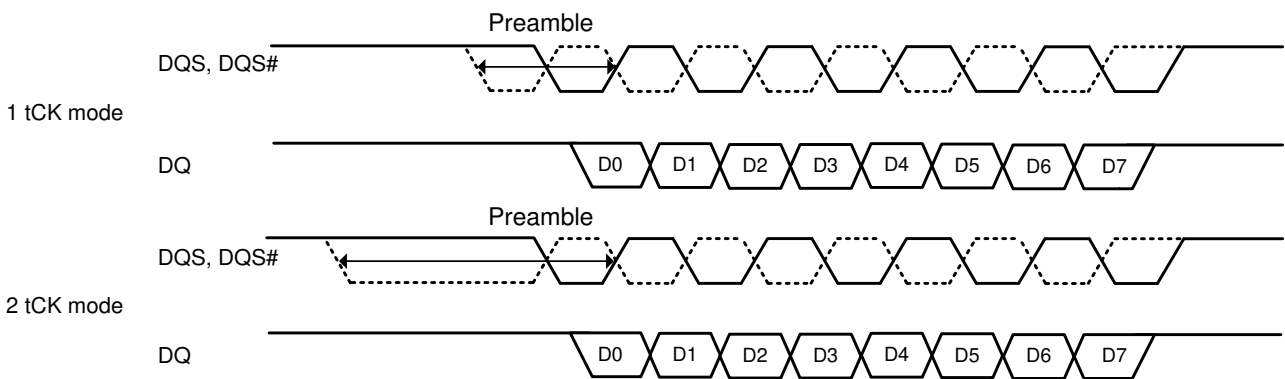 Preamble
DQS, DQS#
1 tCK mode
DQ
D0 D1 D2 D3 D4 D5 D6 D7
Preamble
DQS, DQS#
2 tCK mode
DQ
D0 D1 D2 D3 D4 D5 D6 D7